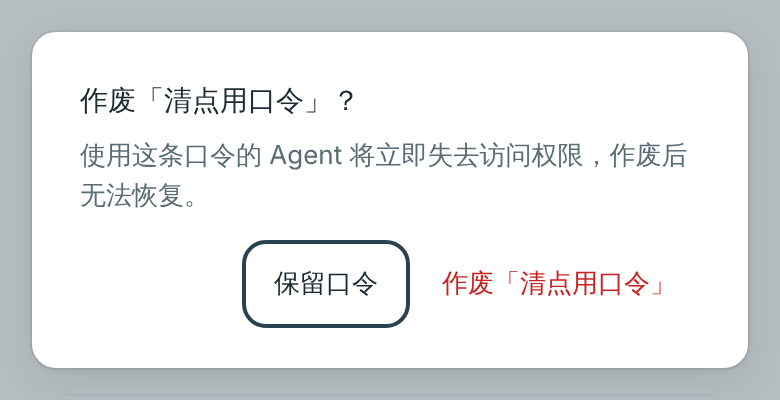 作废「清点用口令」？
使用这条口令的 Agent 将立即失去访问权限，作废后
无法恢复。
保留口令
作废「清点用口令」